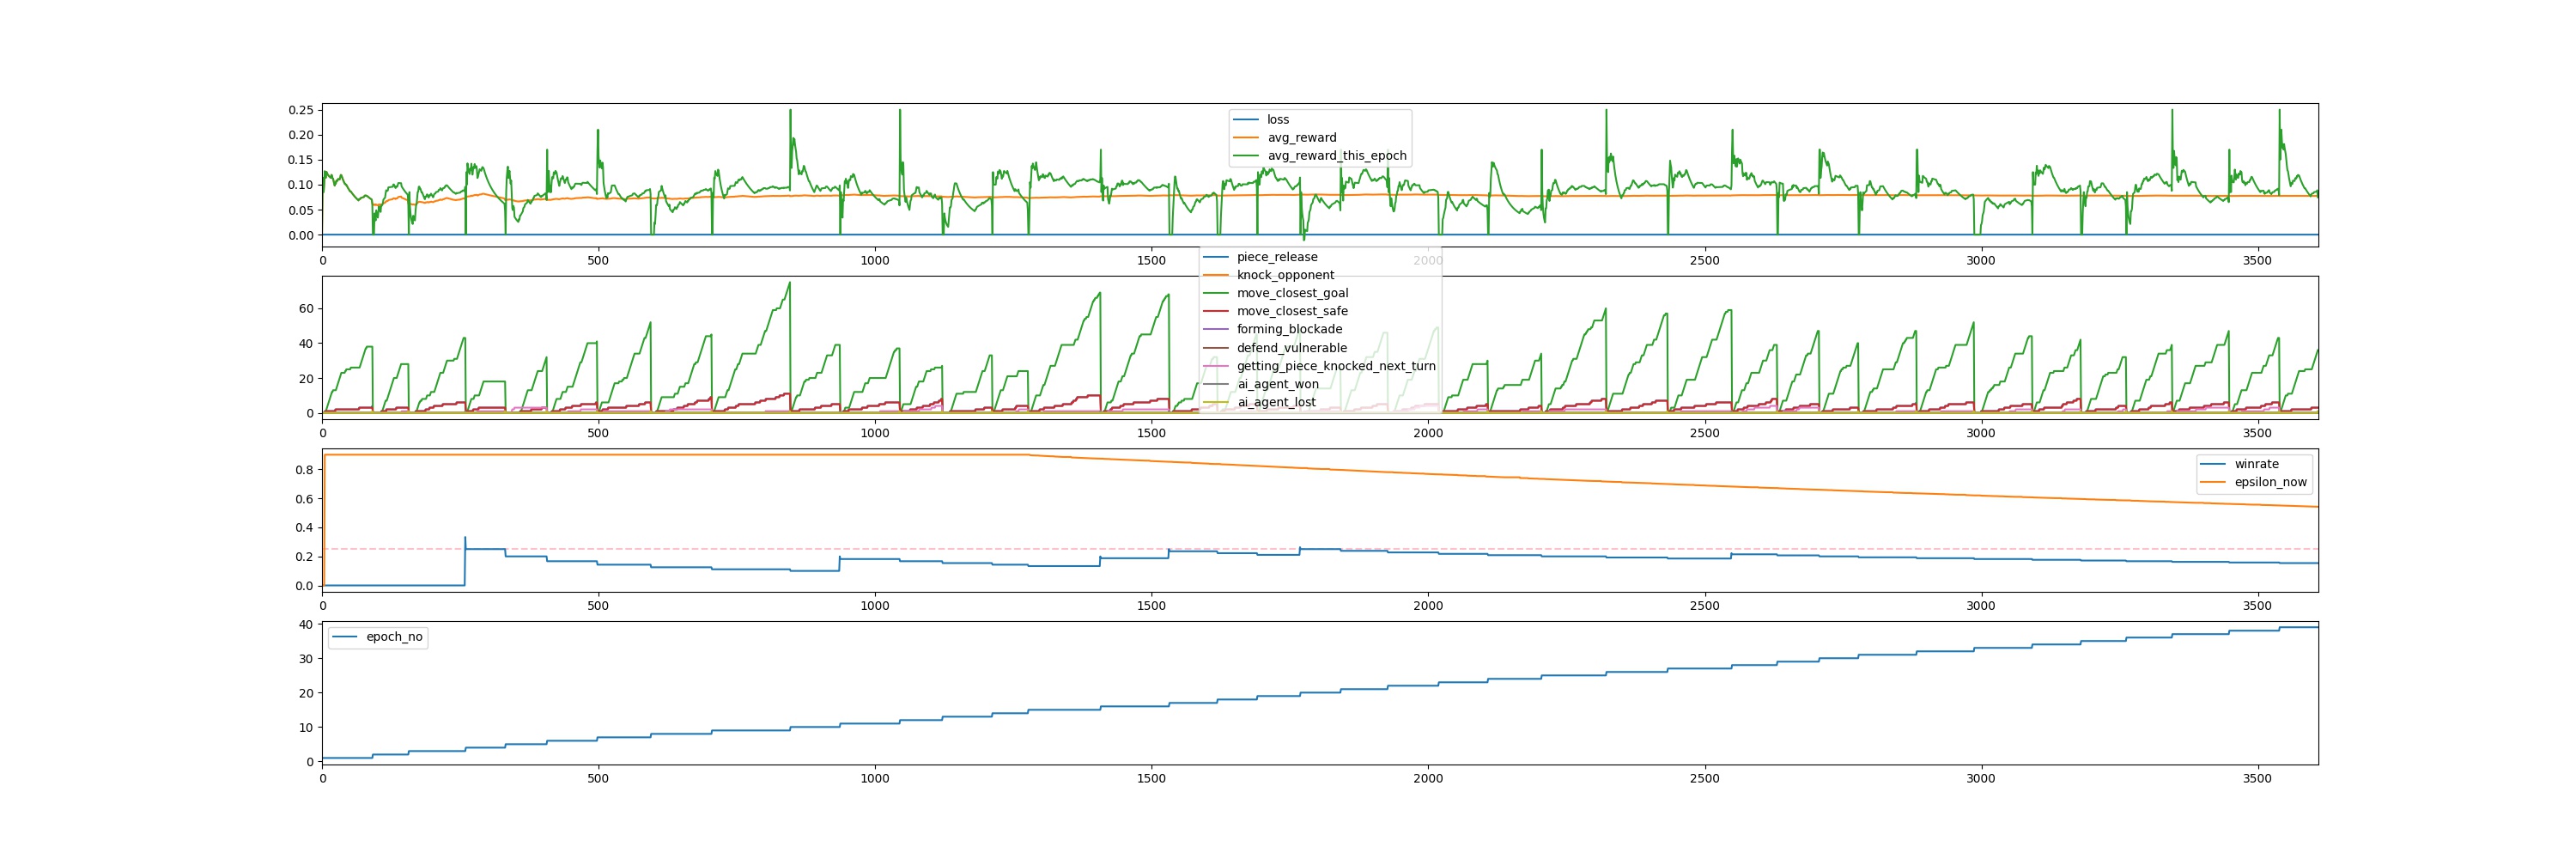 0.25
0.20
0.15
0.10
0.05
0.00
loss
avg_reward
avg_reward_this_epoch
0 500 1000 1500 2000 2500 3000 3500
60
40
20
0
piece_release
knock_opponent
move_closest_goal
move_closest_safe
forming_blockade
defend_vulnerable
getting_piece_knocked_next_turn
ai_agent_won
ai_agent_lost
0 500 1000 1500 2000 2500 3000 3500
0.8
0.6
0.4
0.2
0.0
winrate
epsilon_now
0 500 1000 1500 2000 2500 3000 3500
40
30
20
10
0
epoch_no
0 500 1000 1500 2000 2500 3000 3500